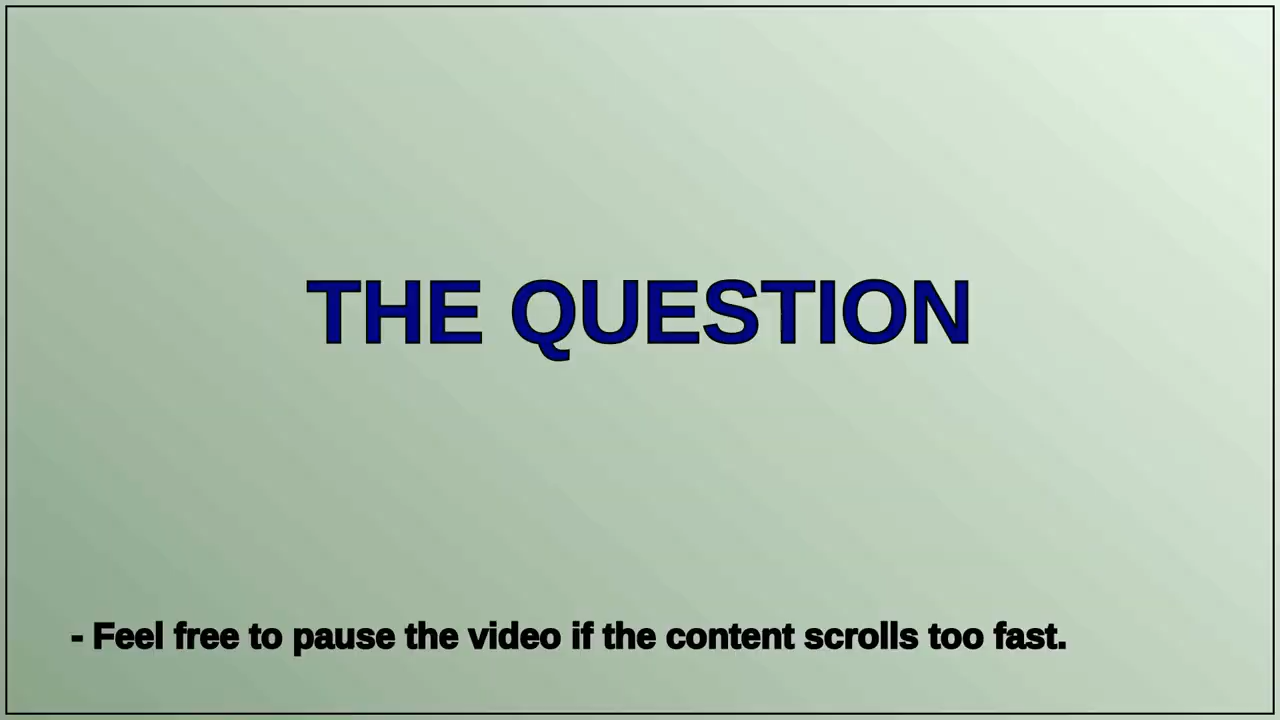 THE QUESTION
- Feel free to pause the video if the content scrolls too fast.